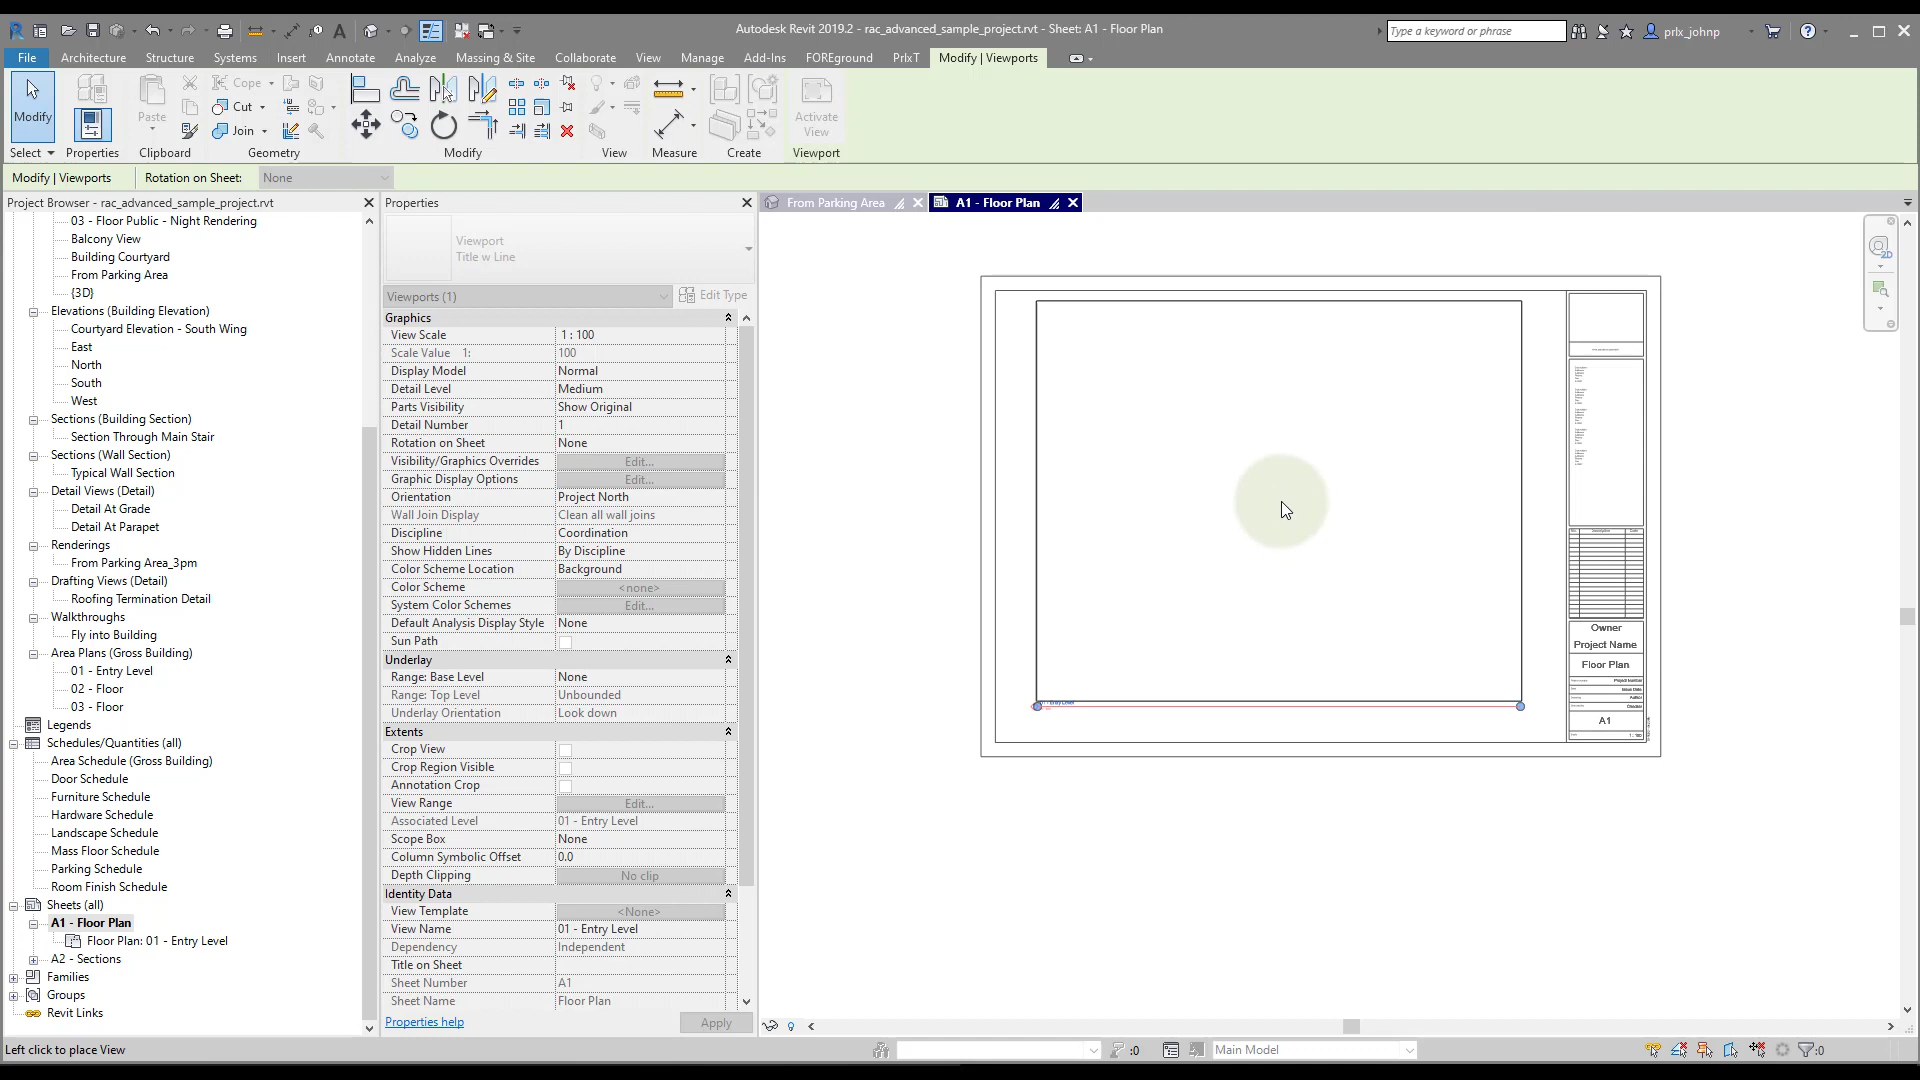 Autodesk Revit 2019.2 - rac_advanced_sample_project.rvt - Sheet: A1 - Floor Plan
Type a keyword or phrase
prlx_johnp
File
Architecture
Structure
Systems
Insert
Annotate
Analyze
Massing & Site
Collaborate
View
Manage
Add-Ins
FOREground
PrlxT
Modify | Viewports
Modify
Paste
Cope
Cut
Join
Activate
View
Select
Properties
Clipboard
Geometry
Modify
View
Measure
Create
Viewport
Modify | Viewports
Rotation on Sheet:
None
Project Browser - rac_advanced_sample_project.rvt
03 - Floor Public - Night Rendering
Balcony View
Building Courtyard
From Parking Area
{3D}
Elevations (Building Elevation)
Courtyard Elevation - South Wing
East
North
South
West
Sections (Building Section)
Section Through Main Stair
Sections (Wall Section)
Typical Wall Section
Detail Views (Detail)
Detail At Grade
Detail At Parapet
Renderings
From Parking Area_3pm
Drafting Views (Detail)
Roofing Termination Detail
Walkthroughs
Fly into Building
Area Plans (Gross Building)
01 - Entry Level
02 - Floor
03 - Floor
Legends
Schedules/Quantities (all)
Area Schedule (Gross Building)
Door Schedule
Furniture Schedule
Hardware Schedule
Landscape Schedule
Mass Floor Schedule
Parking Schedule
Room Finish Schedule
Sheets (all)
A1 - Floor Plan
Floor Plan: 01 - Entry Level
A2 - Sections
Families
Groups
Revit Links
Properties
Viewport
Title w Line
Viewports (1)
Edit Type
Graphics
View Scale 1 : 100
Scale Value 1: 100
Display Model Normal
Detail Level Medium
Parts Visibility Show Original
Detail Number 1
Rotation on Sheet None
Visibility/Graphics Overrides Edit...
Graphic Display Options Edit...
Orientation Project North
Wall Join Display Clean all wall joins
Discipline Coordination
Show Hidden Lines By Discipline
Color Scheme Location Background
Color Scheme <none>
System Color Schemes Edit...
Default Analysis Display Style None
Sun Path
Underlay
Range: Base Level None
Range: Top Level Unbounded
Underlay Orientation Look down
Extents
Crop View
Crop Region Visible
Annotation Crop
View Range Edit...
Associated Level 01 - Entry Level
Scope Box None
Column Symbolic Offset 0.0
Depth Clipping No clip
Identity Data
View Template <None>
View Name 01 - Entry Level
Dependency Independent
Title on Sheet
Sheet Number A1
Sheet Name Floor Plan
Properties help
Apply
From Parking Area
A1 - Floor Plan
2D
Owner
Project Name
Floor Plan
A1
1 : 100
Left click to place View
:0
Main Model
:0